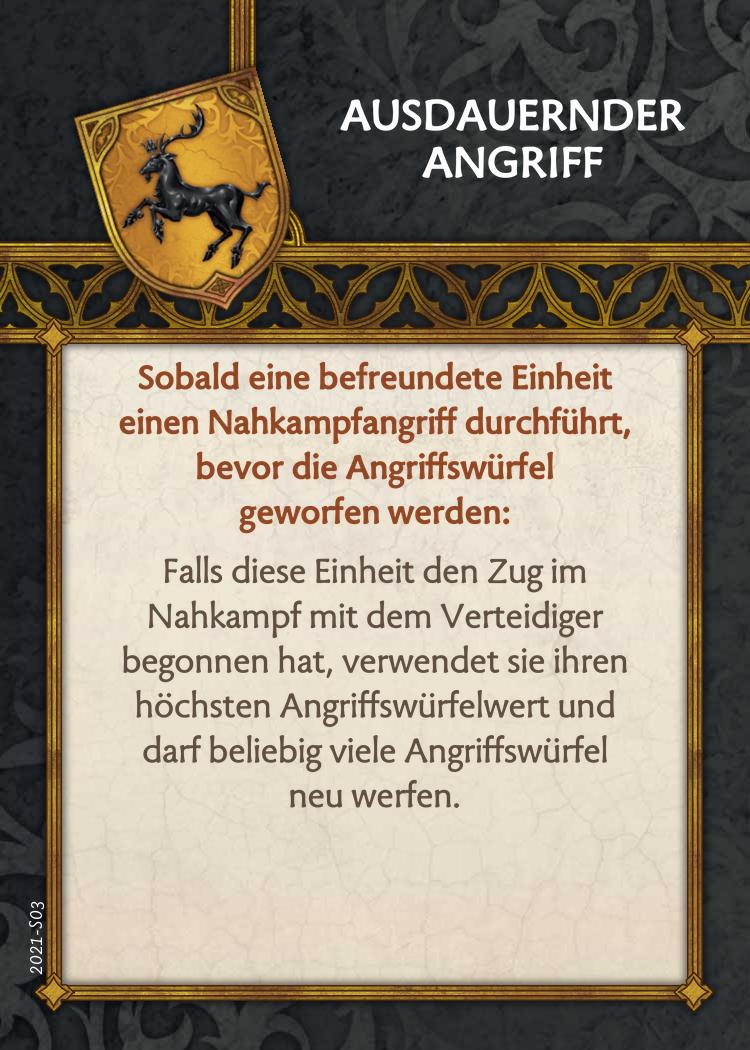 AUSDAUERNDER
ANGRIFF
Sobald eine befreundete Einheit
einen Nahkampfangriff durchführt,
bevor die Angriffswürfel
geworfen werden:
Falls diese Einheit den Zug im
Nahkampf mit dem Verteidiger
begonnen hat, verwendet sie ihren
höchsten Angriffswürfelwert und
darf beliebig viele Angriffswürfel
neu werfen.
2021-S03